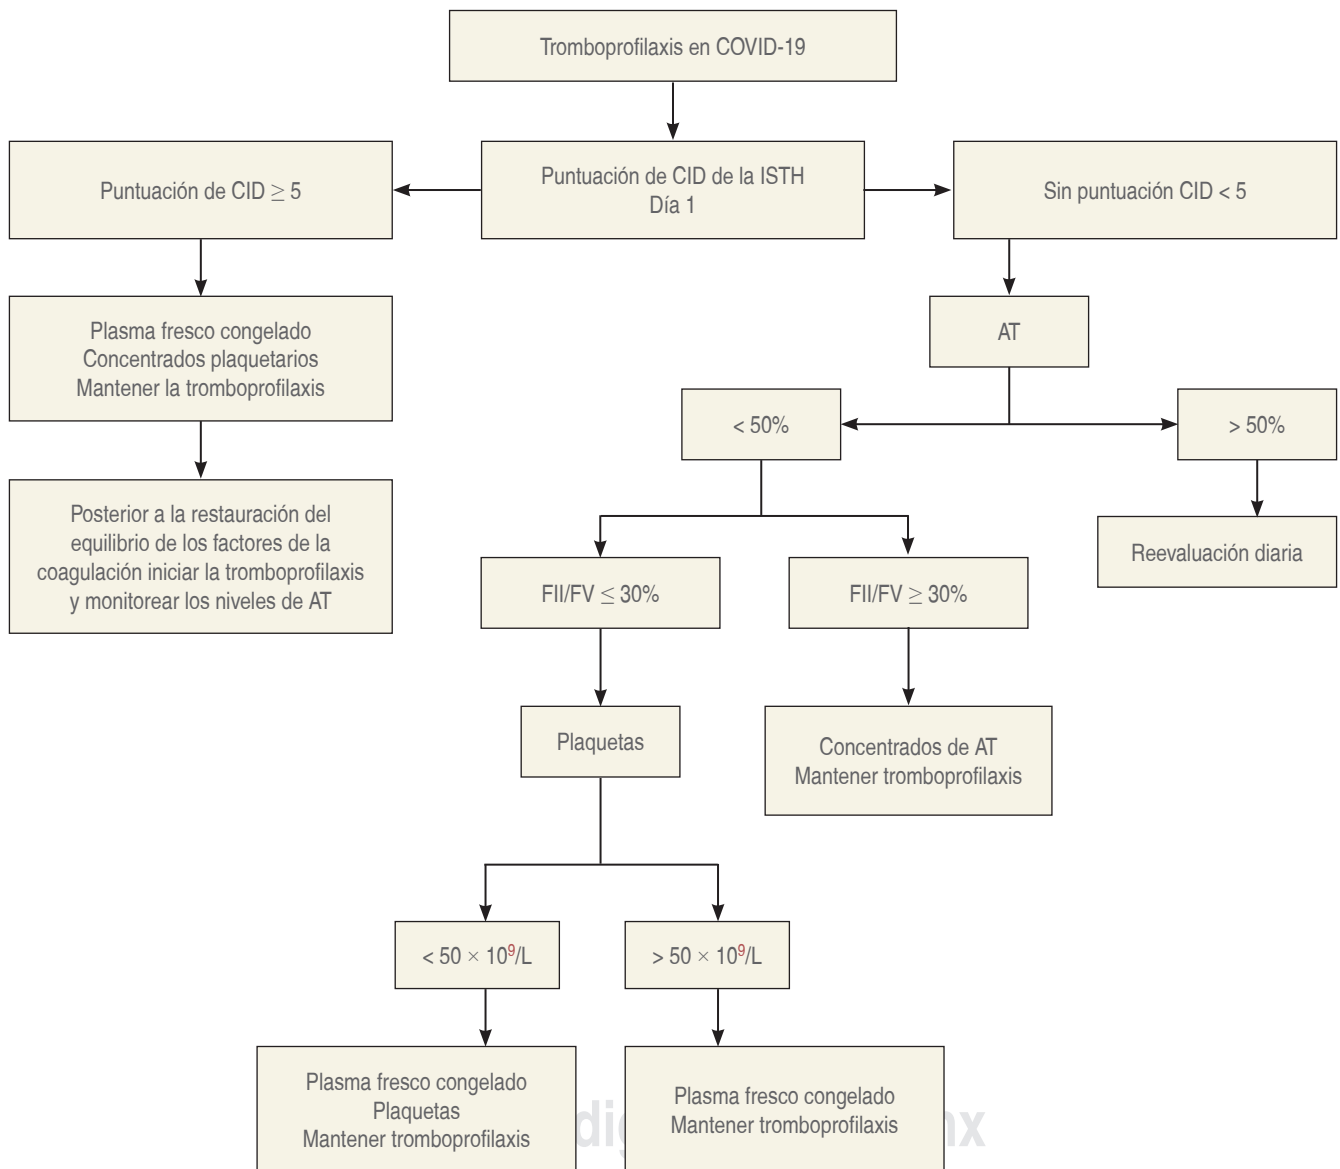 Tromboprofilaxis en COVID-19
Puntuación de CID ≥ 5
Puntuación de CID de la ISTH
Día 1
Sin puntuación CID < 5
Plasma fresco congelado
Concentrados plaquetarios
Mantener la tromboprofilaxis
AT
< 50%
> 50%
Posterior a la restauración del
equilibrio de los factores de la
coagulación iniciar la tromboprofilaxis
y monitorear los niveles de AT
Reevaluación diaria
FII/FV ≤ 30%
FII/FV ≥ 30%
Plaquetas
Concentrados de AT
Mantener tromboprofilaxis
< 50 × 10⁹/L
> 50 × 10⁹/L
Plasma fresco congelado
Plaquetas
Mantener tromboprofilaxis
Plasma fresco congelado
Mantener tromboprofilaxis